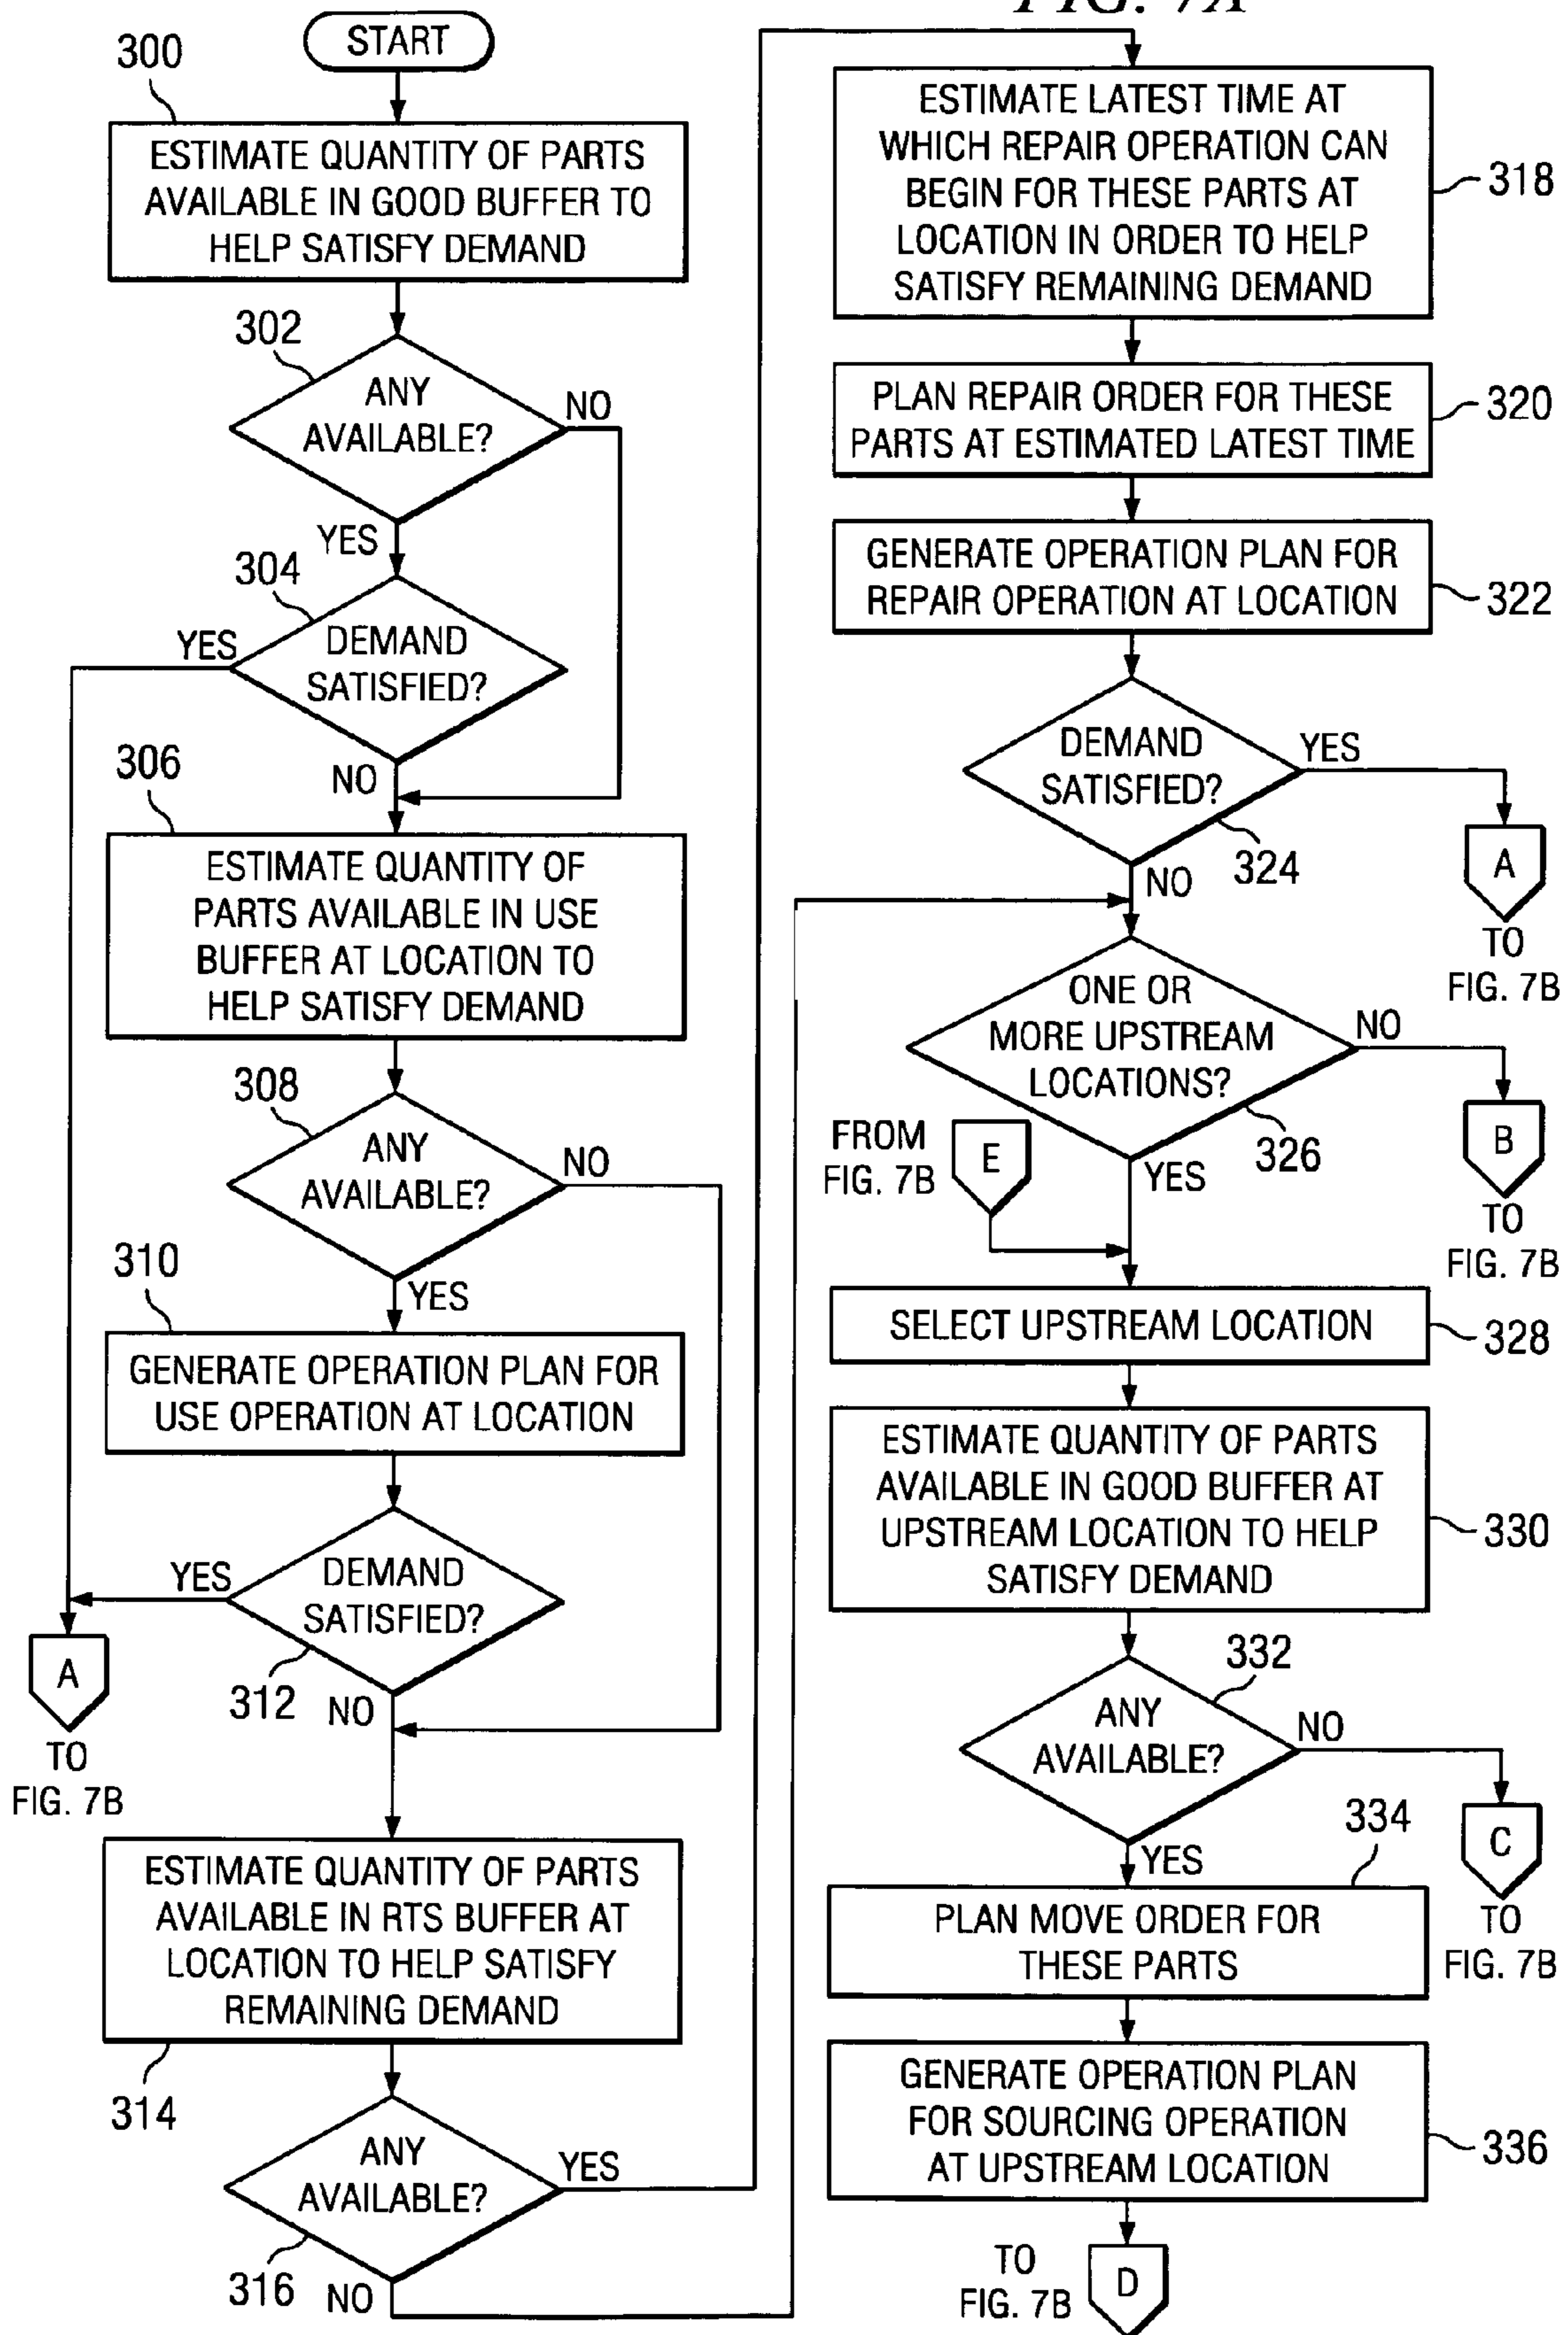 FIG. 7A
START
300
ESTIMATE QUANTITY OF PARTS
AVAILABLE IN GOOD BUFFER TO
HELP SATISFY DEMAND
302
ANY
AVAILABLE?
NO
YES
304
DEMAND
SATISFIED?
YES
NO
306
ESTIMATE QUANTITY OF
PARTS AVAILABLE IN USE
BUFFER AT LOCATION TO
HELP SATISFY DEMAND
308
ANY
AVAILABLE?
NO
YES
310
GENERATE OPERATION PLAN FOR
USE OPERATION AT LOCATION
DEMAND
SATISFIED?
YES
312
NO
A
TO
FIG. 7B
ESTIMATE QUANTITY OF PARTS
AVAILABLE IN RTS BUFFER AT
LOCATION TO HELP SATISFY
REMAINING DEMAND
314
ANY
AVAILABLE?
YES
316
NO
ESTIMATE LATEST TIME AT
WHICH REPAIR OPERATION CAN
BEGIN FOR THESE PARTS AT
LOCATION IN ORDER TO HELP
SATISFY REMAINING DEMAND
318
PLAN REPAIR ORDER FOR THESE
PARTS AT ESTIMATED LATEST TIME
320
GENERATE OPERATION PLAN FOR
REPAIR OPERATION AT LOCATION
322
DEMAND
SATISFIED?
YES
324
NO
A
TO
FIG. 7B
ONE OR
MORE UPSTREAM
LOCATIONS?
NO
326
YES
B
TO
FIG. 7B
FROM
FIG. 7B
E
SELECT UPSTREAM LOCATION
328
ESTIMATE QUANTITY OF PARTS
AVAILABLE IN GOOD BUFFER AT
UPSTREAM LOCATION TO HELP
SATISFY DEMAND
330
332
ANY
AVAILABLE?
NO
YES
C
TO
FIG. 7B
334
PLAN MOVE ORDER FOR
THESE PARTS
GENERATE OPERATION PLAN
FOR SOURCING OPERATION
AT UPSTREAM LOCATION
336
TO
FIG. 7B
D